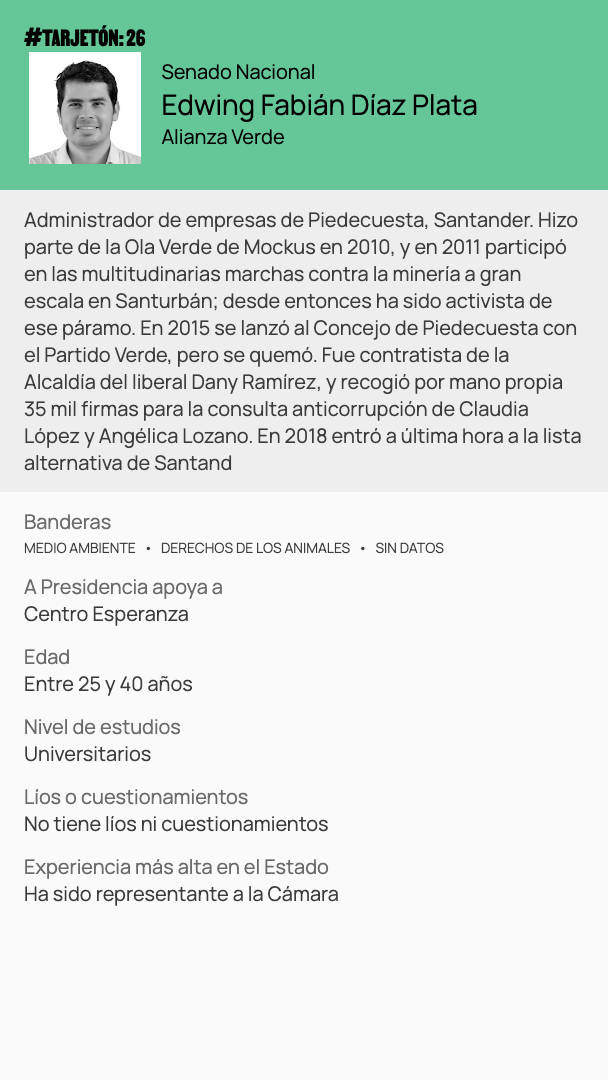 #TARJETÓN: 26
Senado Nacional
Edwing Fabián Díaz Plata
Alianza Verde
Administrador de empresas de Piedecuesta, Santander. Hizo
parte de la Ola Verde de Mockus en 2010, y en 2011 participó
en las multitudinarias marchas contra la minería a gran
escala en Santurbán; desde entonces ha sido activista de
ese páramo. En 2015 se lanzó al Concejo de Piedecuesta con
el Partido Verde, pero se quemó. Fue contratista de la
Alcaldía del liberal Dany Ramírez, y recogió por mano propia
35 mil firmas para la consulta anticorrupción de Claudia
López y Angélica Lozano. En 2018 entró a última hora a la lista
alternativa de Santand
Banderas
MEDIO AMBIENTE • DERECHOS DE LOS ANIMALES • SIN DATOS
A Presidencia apoya a
Centro Esperanza
Edad
Entre 25 y 40 años
Nivel de estudios
Universitarios
Líos o cuestionamientos
No tiene líos ni cuestionamientos
Experiencia más alta en el Estado
Ha sido representante a la Cámara